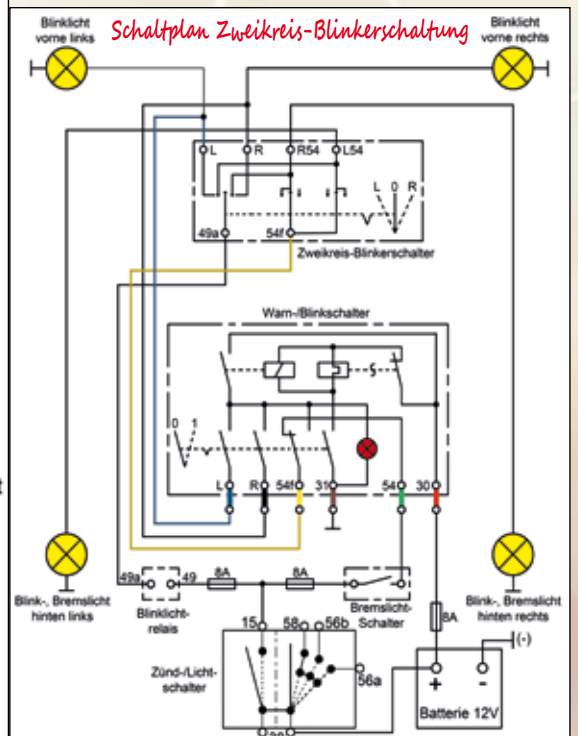 Schaltplan Zweikreis-Blinkerschaltung
Blinklicht
vorne links
Blinklicht
vorne rechts
L
R
R54
L54
L 0 R
49a
54f
Zweikreis-Blinkerschalter
Warn-/Blinkschalter
0 1
L
R
54f
31
54
30
49a
49
8A
8A
Blinklicht-
relais
Bremslicht-
Schalter
8A
Blink-, Bremslicht
hinten links
Blink-, Bremslicht
hinten rechts
15
58
56b
(-)
Zünd-/Licht-
schalter
56a
+
-
Batterie 12V